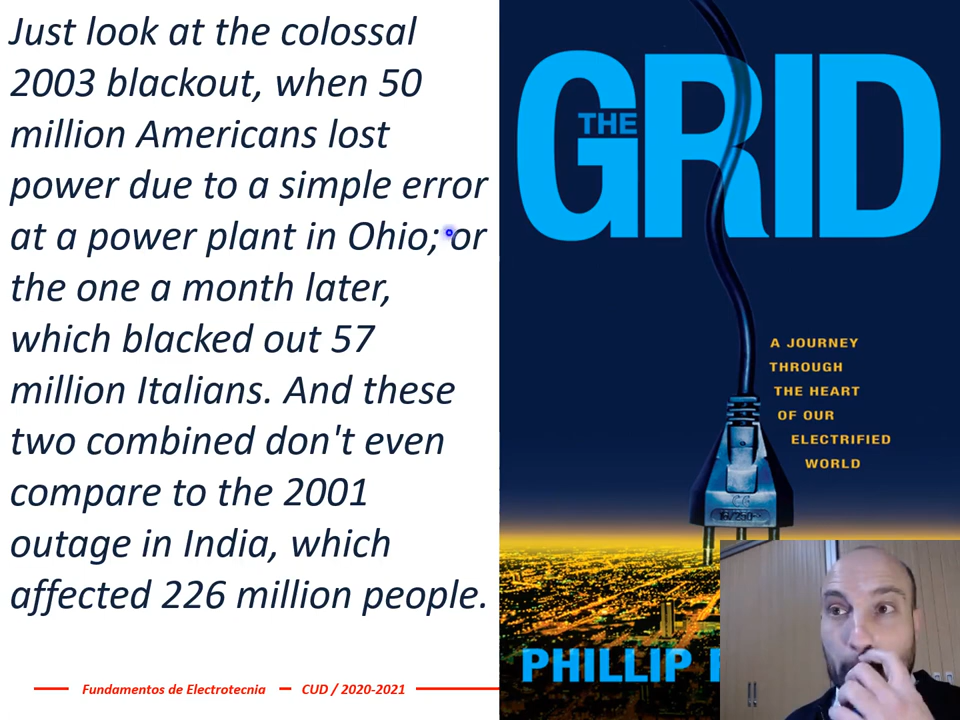 Just look at the colossal
2003 blackout, when 50
million Americans lost
power due to a simple error
at a power plant in Ohio; or
the one a month later,
which blacked out 57
million Italians. And these
two combined don't even
compare to the 2001
outage in India, which
affected 226 million people.
Fundamentos de Electrotecnia — CUD / 2020-2021
THE
GRID
A JOURNEY
THROUGH
THE HEART
OF OUR
ELECTRIFIED
WORLD
PHILLIP